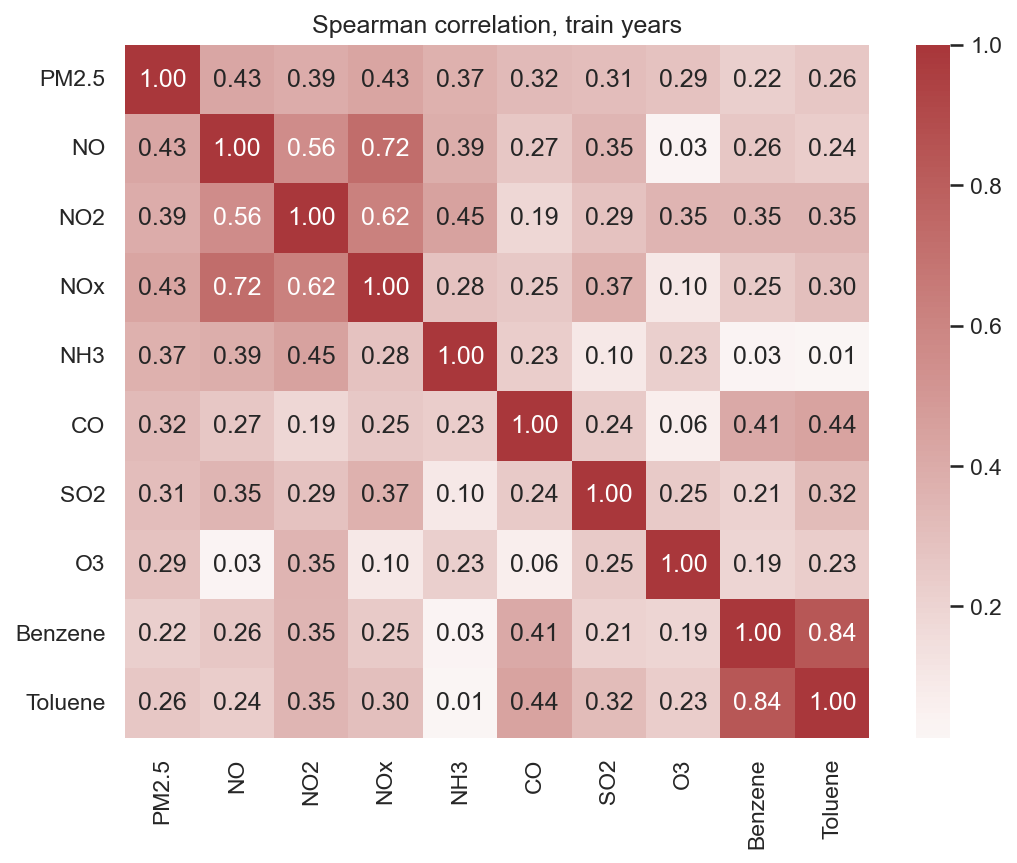 Spearman correlation, train years
PM2.5 1.00 0.43 0.39 0.43 0.37 0.32 0.31 0.29 0.22 0.26
NO 0.43 1.00 0.56 0.72 0.39 0.27 0.35 0.03 0.26 0.24
NO2 0.39 0.56 1.00 0.62 0.45 0.19 0.29 0.35 0.35 0.35
NOx 0.43 0.72 0.62 1.00 0.28 0.25 0.37 0.10 0.25 0.30
NH3 0.37 0.39 0.45 0.28 1.00 0.23 0.10 0.23 0.03 0.01
CO 0.32 0.27 0.19 0.25 0.23 1.00 0.24 0.06 0.41 0.44
SO2 0.31 0.35 0.29 0.37 0.10 0.24 1.00 0.25 0.21 0.32
O3 0.29 0.03 0.35 0.10 0.23 0.06 0.25 1.00 0.19 0.23
Benzene 0.22 0.26 0.35 0.25 0.03 0.41 0.21 0.19 1.00 0.84
Toluene 0.26 0.24 0.35 0.30 0.01 0.44 0.32 0.23 0.84 1.00
PM2.5 NO NO2 NOx NH3 CO SO2 O3 Benzene Toluene
1.0
0.8
0.6
0.4
0.2